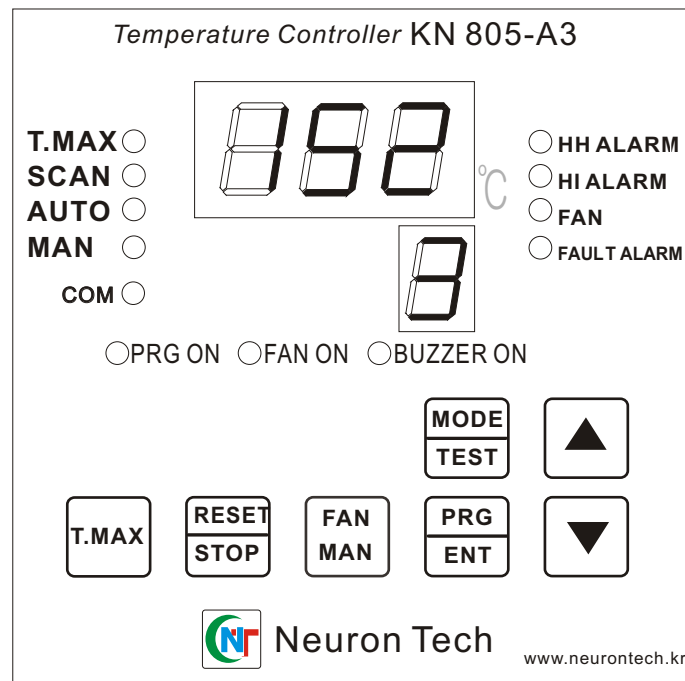 Temperature Controller KN 805-A3
152
°C
T.MAX
SCAN
AUTO
MAN
COM
HH ALARM
HI ALARM
FAN
FAULT ALARM
3
PRG ON FAN ON BUZZER ON
MODE
TEST
T.MAX
RESET
STOP
FAN
MAN
PRG
ENT
NT Neuron Tech
www.neurontech.kr